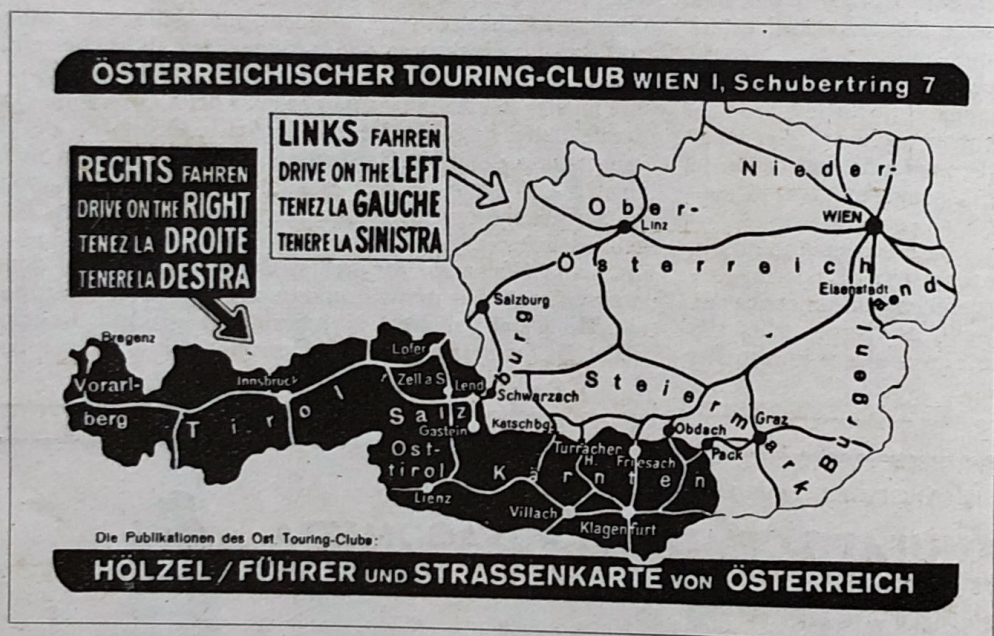 ÖSTERREICHISCHER TOURING-CLUB WIEN I, Schubertring 7
LINKS FAHREN
DRIVE ON THE LEFT
TENEZ LA GAUCHE
TENERE LA SINISTRA
RECHTS FAHREN
DRIVE ON THE RIGHT
TENEZ LA DROITE
TENERE LA DESTRA
Nieder-
Ober-
Linz
WIEN
Österreich
Eisenstadt
Salzburg
Burgenland
Bregenz
Lofer
Vorarl-
berg
Innsbruck
Tirol
Zell a S
Lend
Schwarzach
Salz
burg
Gastein
Katschbg.
Steiermark
Obdach
Graz
Pack
Ost-
tirol
Lienz
Turracher
H.
Friesach
Kärnten
Villach
Klagenfurt
Die Publikationen des Öst. Touring-Clubs:
HÖLZEL/FÜHRER UND STRASSENKARTE VON ÖSTERREICH